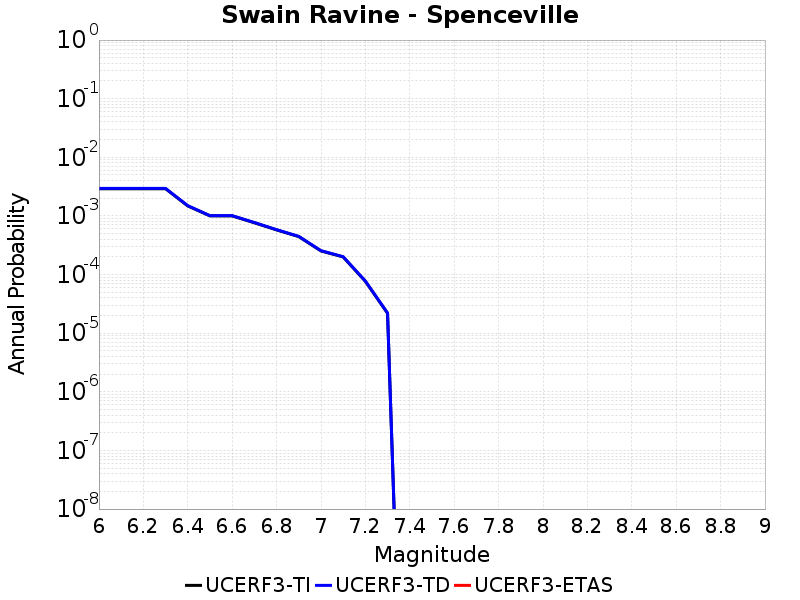 Swain Ravine - Spenceville
Annual Probability
10^0
10^-1
10^-2
10^-3
10^-4
10^-5
10^-6
10^-7
10^-8
6 6.2 6.4 6.6 6.8 7 7.2 7.4 7.6 7.8 8 8.2 8.4 8.6 8.8 9
Magnitude
UCERF3-TI UCERF3-TD UCERF3-ETAS